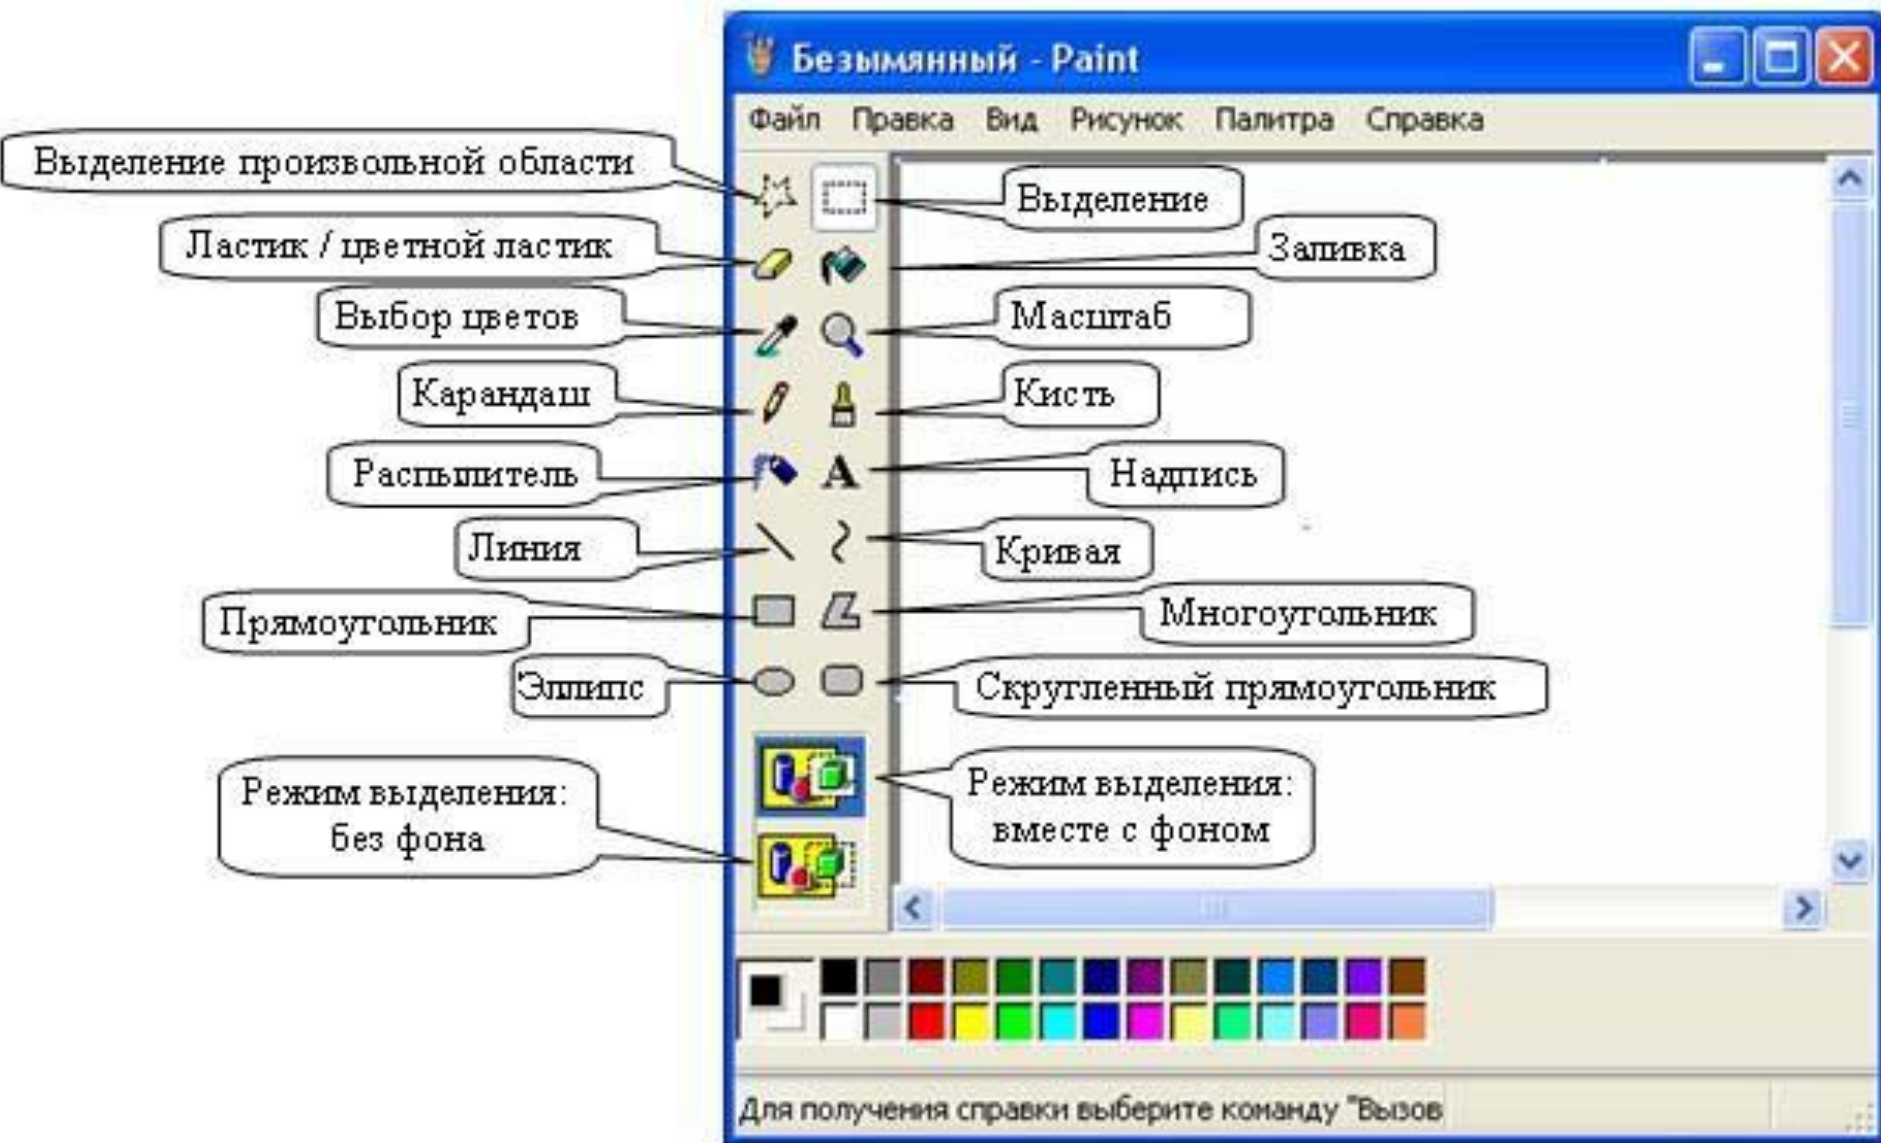 Безымянный - Paint
Файл Правка Вид Рисунок Палитра Справка
Выделение произвольной области
Выделение
Ластик / цветной ластик
Заливка
Выбор цветов
Масштаб
Карандаш
Кисть
Распылитель
A
Надпись
Линия
Кривая
Прямоугольник
Многоугольник
Эллипс
Скругленный прямоугольник
Режим выделения:
без фона
Режим выделения:
вместе с фоном
Для получения справки выберите команду "Вызов